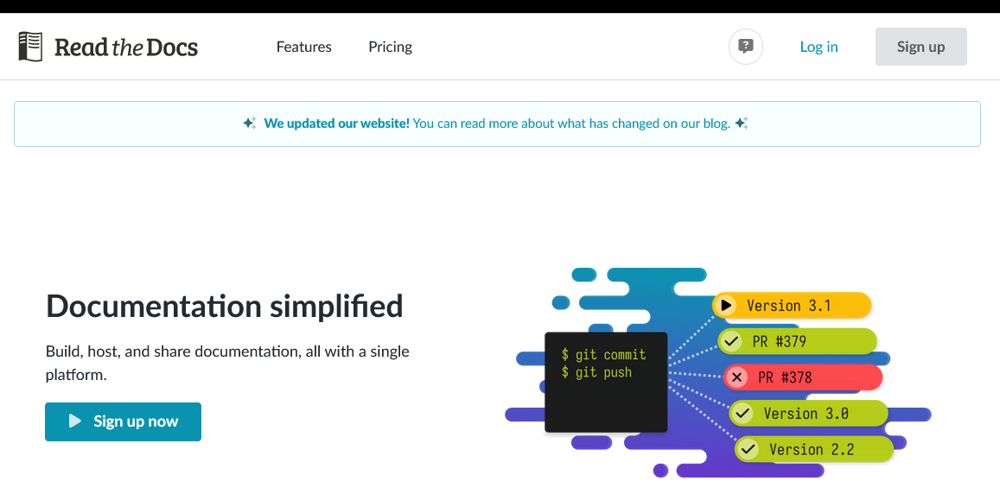 Read the Docs
Features
Pricing
Log in
Sign up
We updated our website! You can read more about what has changed on our blog.
Documentation simplified
Build, host, and share documentation, all with a single
platform.
Sign up now
$ git commit
$ git push
Version 3.1
PR #379
PR #378
Version 3.0
Version 2.2